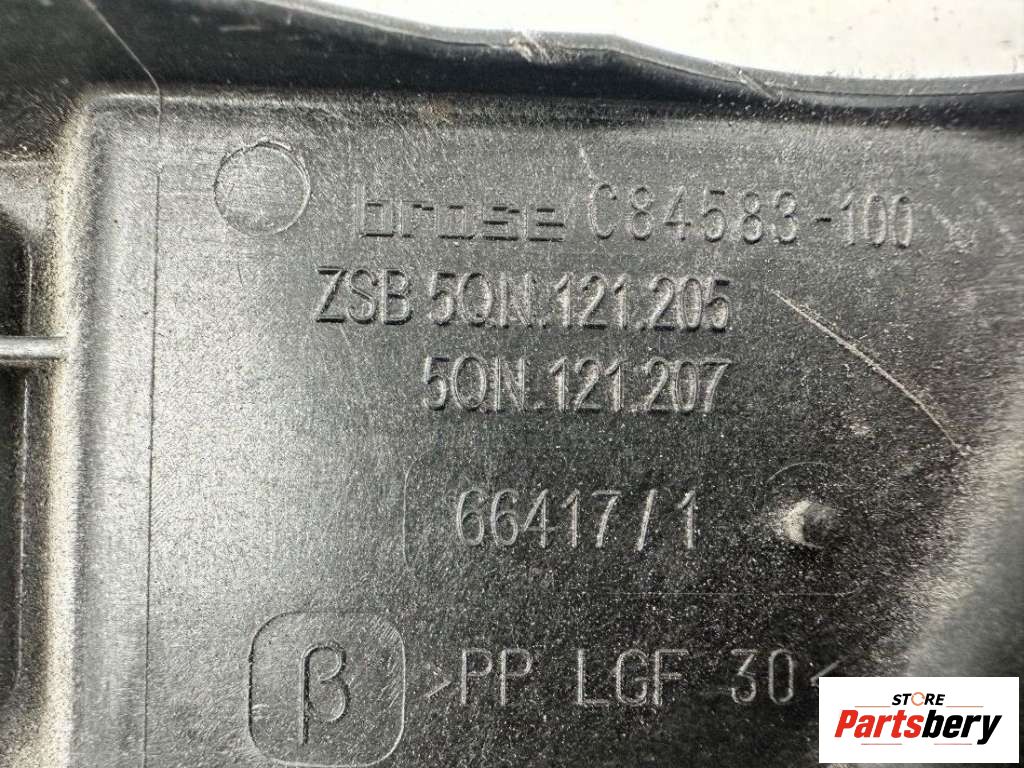 brose C84583-100
ZSB 5QN.121.205
5QN.121.207
66417/1
β >PP LGF 30<
STORE
Partsbery